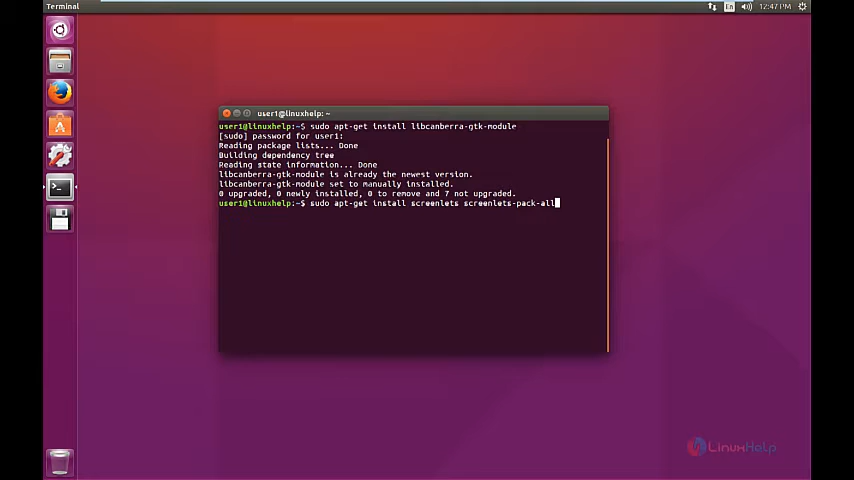 Terminal
En
12:47 PM
user1@linuxhelp: ~
user1@linuxhelp:~$ sudo apt-get install libcanberra-gtk-module
[sudo] password for user1:
Reading package lists... Done
Building dependency tree
Reading state information... Done
libcanberra-gtk-module is already the newest version.
libcanberra-gtk-module set to manually installed.
0 upgraded, 0 newly installed, 0 to remove and 7 not upgraded.
user1@linuxhelp:~$ sudo apt-get install screenlets screenlets-pack-all
LinuxHelp